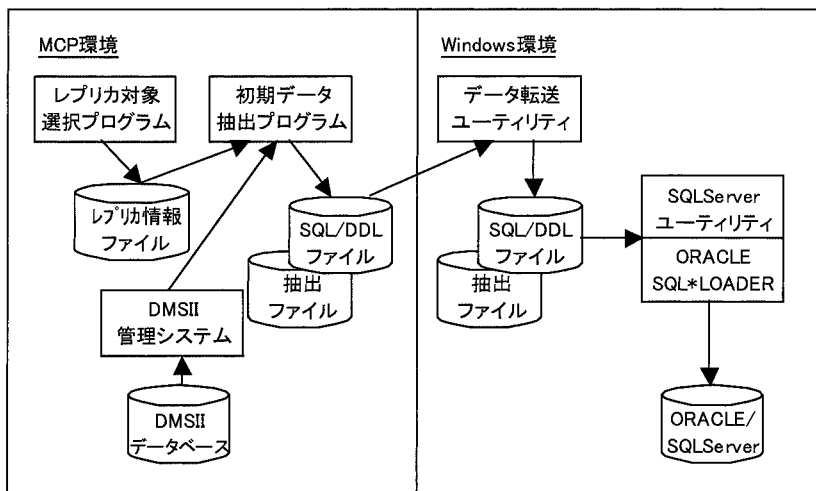 MCP環境
レプリカ対象
選択プログラム
初期データ
抽出プログラム
レプリカ情報
ファイル
SQL/DDL
ファイル
抽出
ファイル
DMSII
管理システム
DMSII
データベース
Windows環境
データ転送
ユーティリティ
SQL/DDL
ファイル
抽出
ファイル
SQLServer
ユーティリティ
ORACLE
SQL*LOADER
ORACLE/
SQLServer